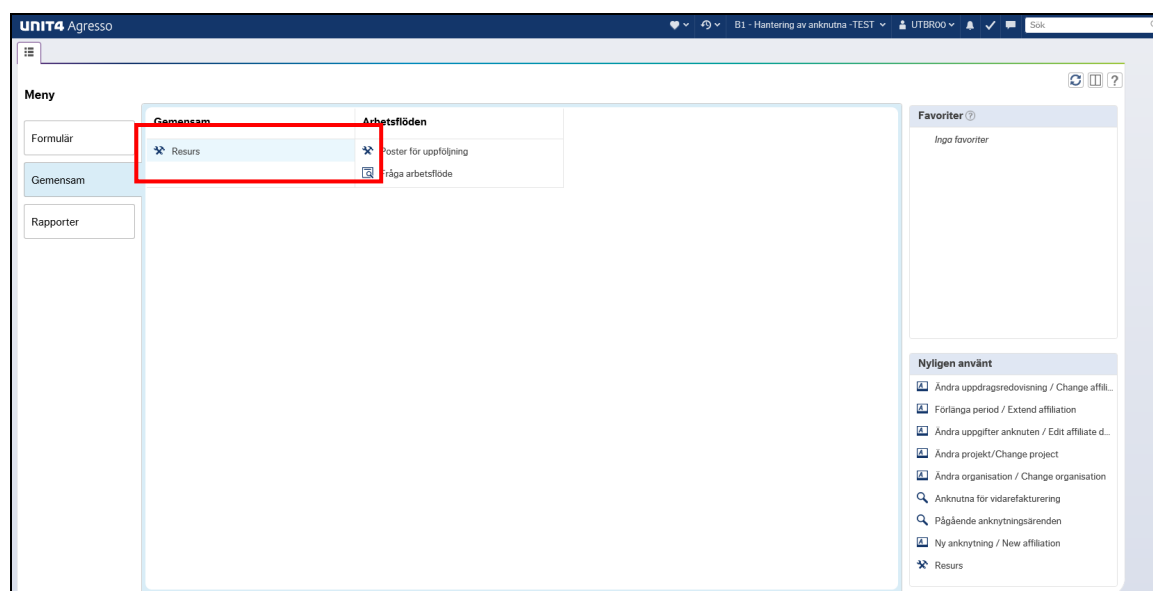 UNIT4 Agresso
B1 - Hantering av anknutna -TEST
UTBR00
Sök
Meny
Formulär
Gemensam
Rapporter
Gemensam
Resurs
Arbetsflöden
Poster för uppföljning
Fråga arbetsflöde
Favoriter ?
Inga favoriter
Nyligen använt
Ändra uppdragsredovisning / Change affili...
Förlänga period / Extend affiliation
Ändra uppgifter anknuten / Edit affiliate d...
Ändra projekt/Change project
Ändra organisation / Change organisation
Anknutna för vidarefakturering
Pågående anknytningsärenden
Ny anknytning / New affiliation
Resurs